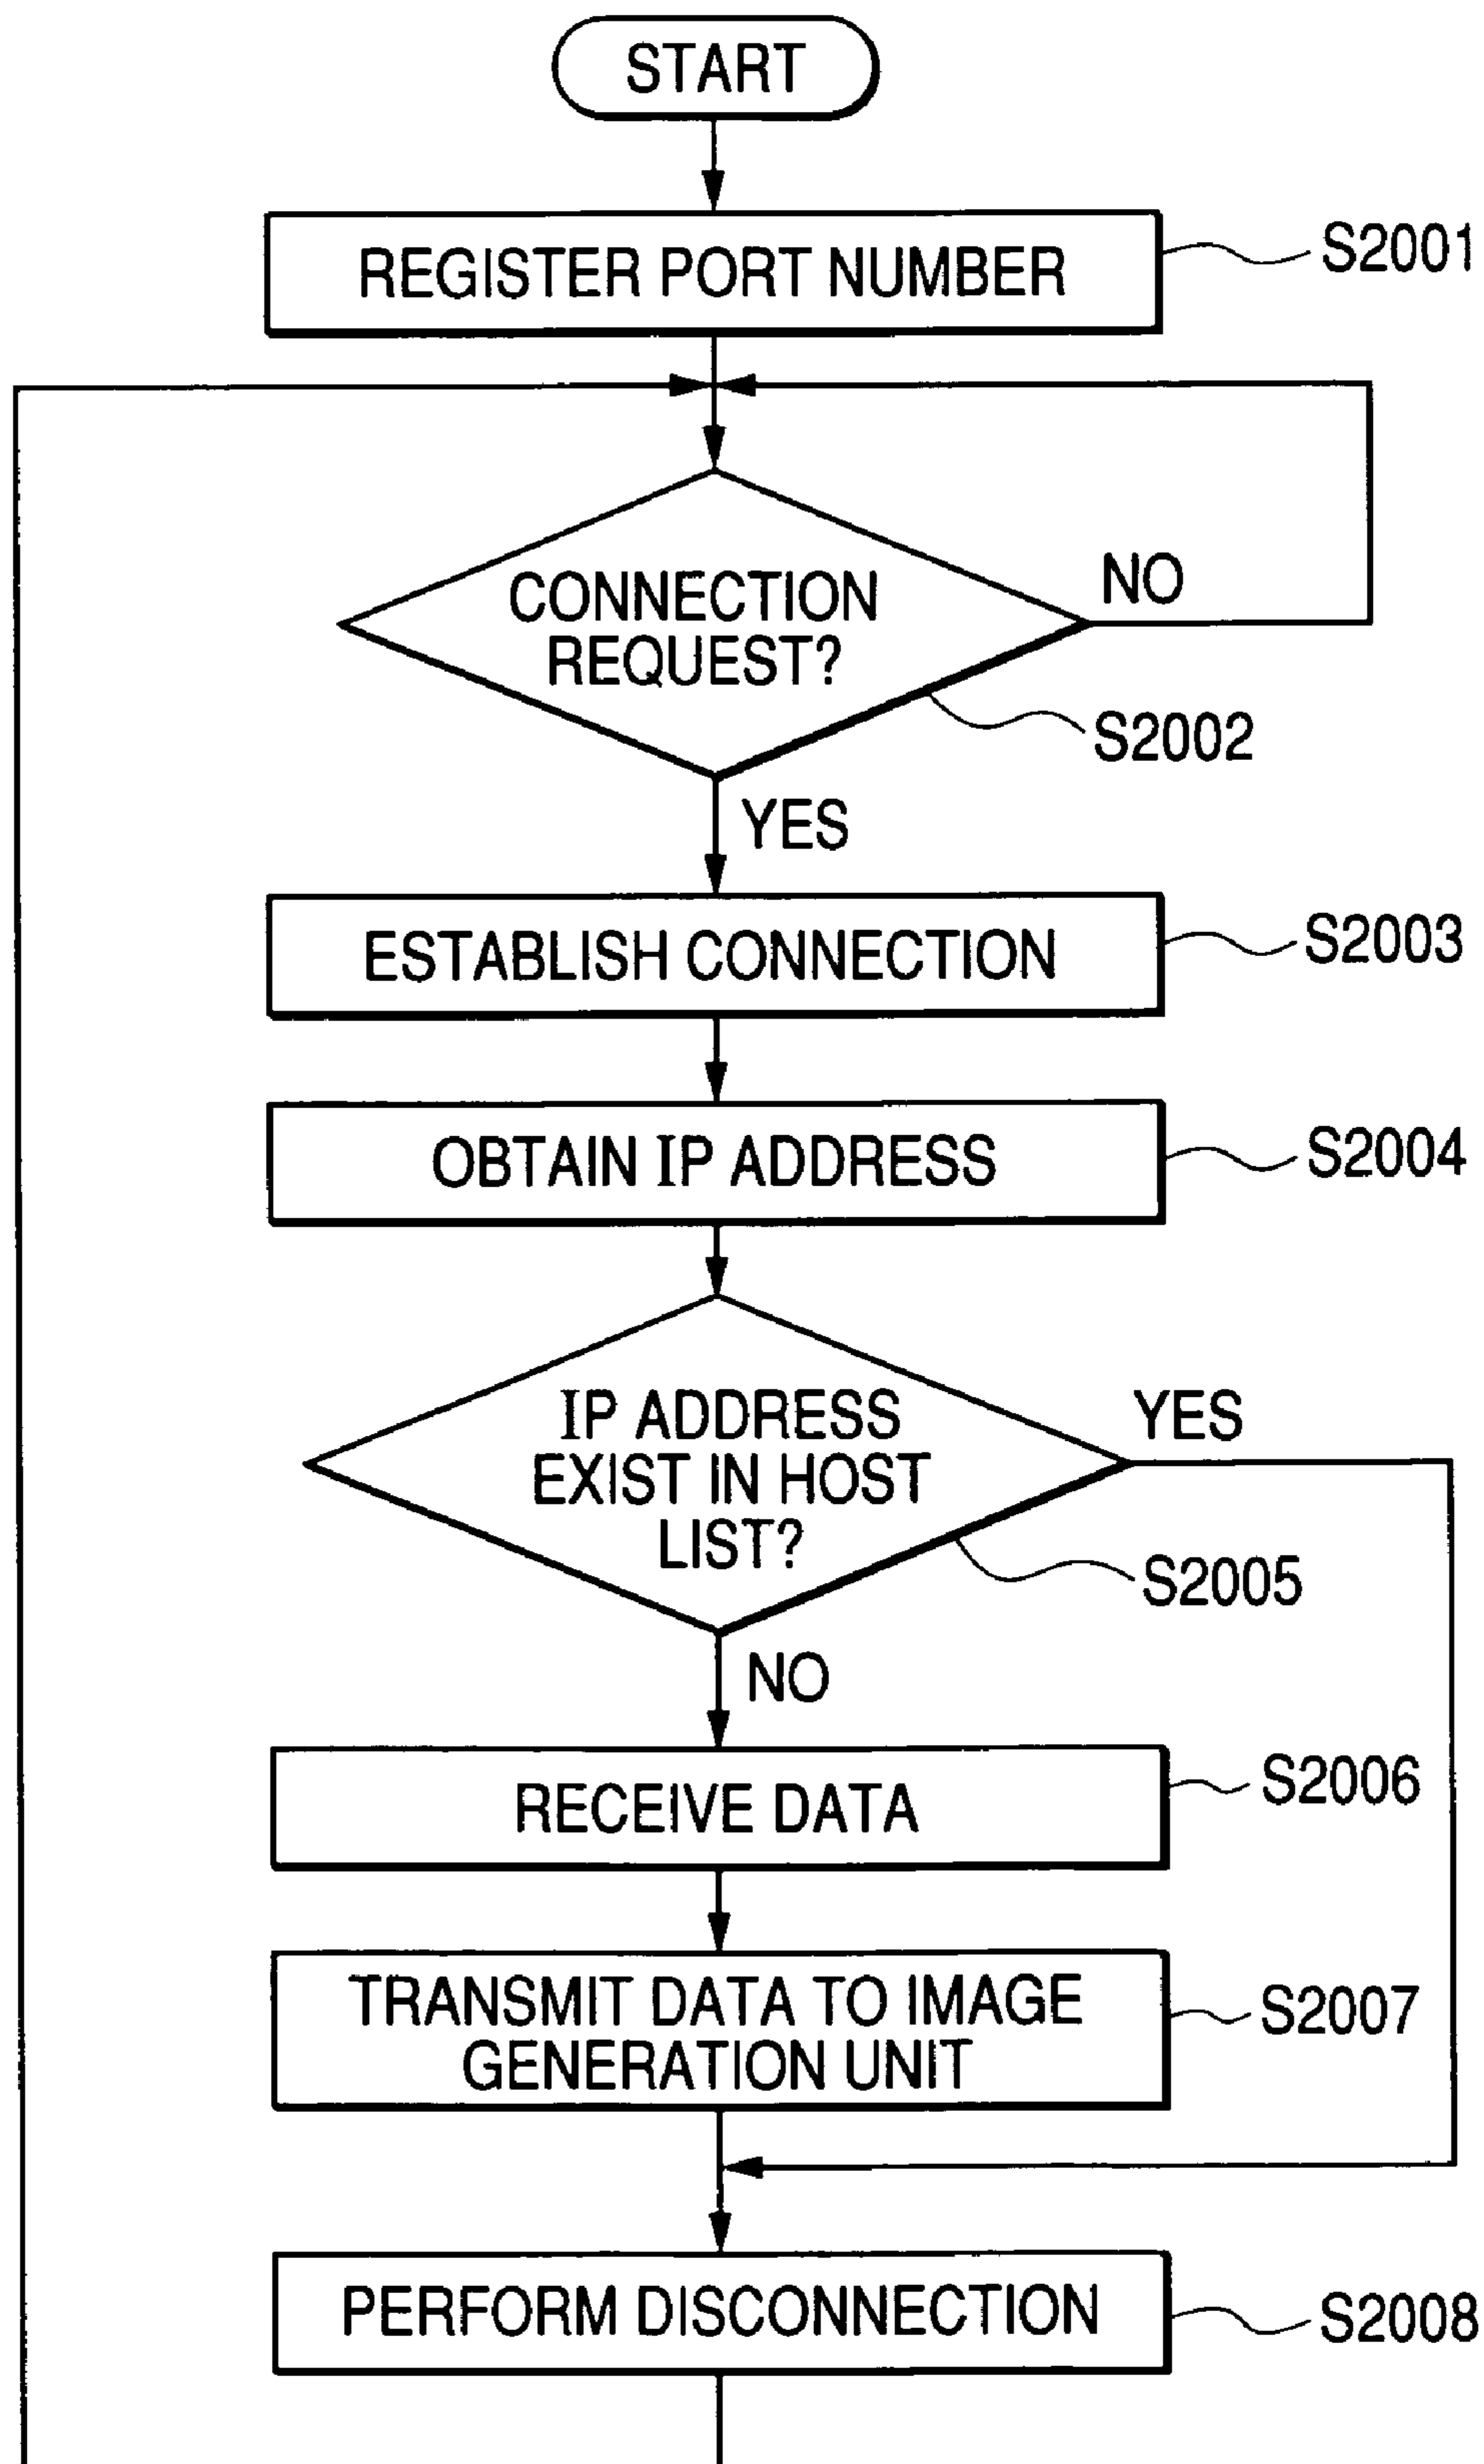 START
REGISTER PORT NUMBER
S2001
CONNECTION
REQUEST?
NO
S2002
YES
ESTABLISH CONNECTION
S2003
OBTAIN IP ADDRESS
S2004
IP ADDRESS
EXIST IN HOST
LIST?
YES
S2005
NO
RECEIVE DATA
S2006
TRANSMIT DATA TO IMAGE
GENERATION UNIT
S2007
PERFORM DISCONNECTION
S2008